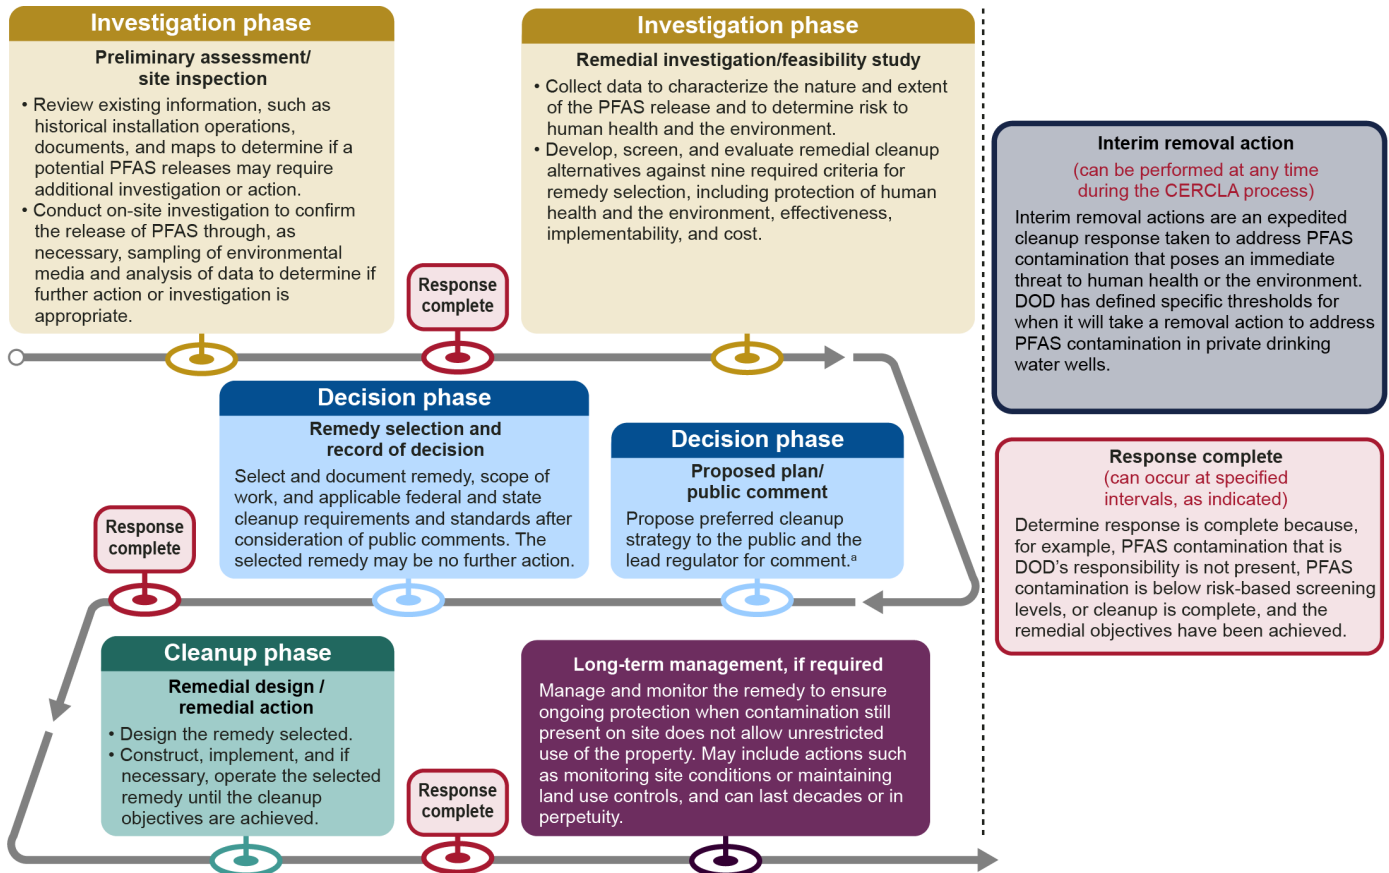 Investigation phase
Preliminary assessment/
site inspection
• Review existing information, such as
historical installation operations,
documents, and maps to determine if a
potential PFAS releases may require
additional investigation or action.
• Conduct on-site investigation to confirm
the release of PFAS through, as
necessary, sampling of environmental
media and analysis of data to determine if
further action or investigation is
appropriate.
Response
complete
Investigation phase
Remedial investigation/feasibility study
• Collect data to characterize the nature and extent
of the PFAS release and to determine risk to
human health and the environment.
• Develop, screen, and evaluate remedial cleanup
alternatives against nine required criteria for
remedy selection, including protection of human
health and the environment, effectiveness,
implementability, and cost.
Decision phase
Proposed plan/
public comment
Propose preferred cleanup
strategy to the public and the
lead regulator for comment.ª
Decision phase
Remedy selection and
record of decision
Select and document remedy, scope of
work, and applicable federal and state
cleanup requirements and standards after
consideration of public comments. The
selected remedy may be no further action.
Response
complete
Cleanup phase
Remedial design /
remedial action
• Design the remedy selected.
• Construct, implement, and if
necessary, operate the selected
remedy until the cleanup
objectives are achieved.
Response
complete
Long-term management, if required
Manage and monitor the remedy to ensure
ongoing protection when contamination still
present on site does not allow unrestricted
use of the property. May include actions such
as monitoring site conditions or maintaining
land use controls, and can last decades or in
perpetuity.
Interim removal action
(can be performed at any time
during the CERCLA process)
Interim removal actions are an expedited
cleanup response taken to address PFAS
contamination that poses an immediate
threat to human health or the environment.
DOD has defined specific thresholds for
when it will take a removal action to address
PFAS contamination in private drinking
water wells.
Response complete
(can occur at specified
intervals, as indicated)
Determine response is complete because,
for example, PFAS contamination that is
DOD’s responsibility is not present, PFAS
contamination is below risk-based screening
levels, or cleanup is complete, and the
remedial objectives have been achieved.